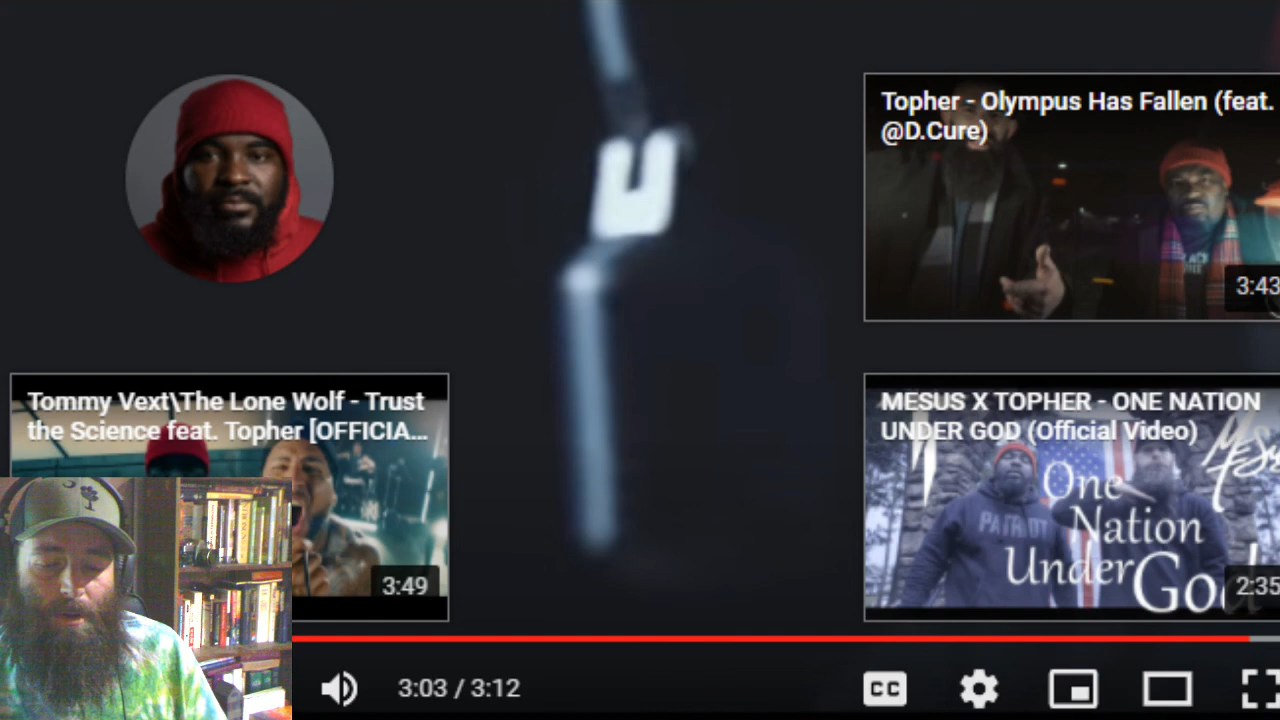 Topher - Olympus Has Fallen (feat.
@D.Cure)
3:43
Tommy Vext\The Lone Wolf - Trust
the Science feat. Topher [OFFICIA...
3:49
MESUS X TOPHER - ONE NATION
UNDER GOD (Official Video)
PATRIOT
One
Nation
Under
2:35
3:03 / 3:12
CC